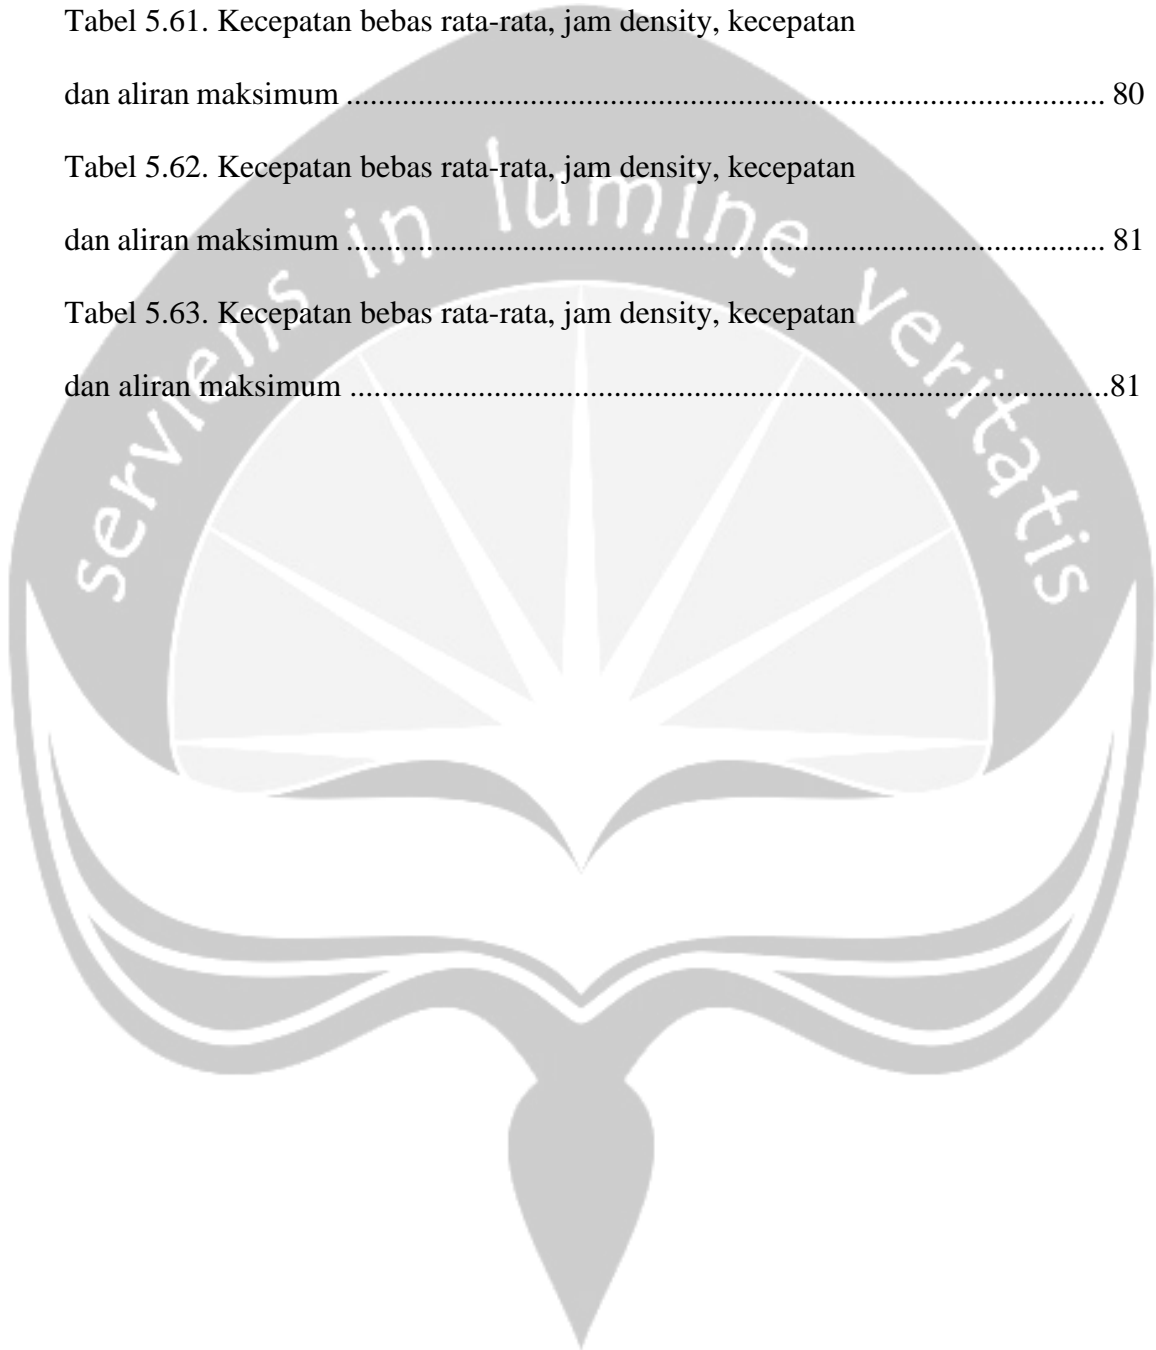 Tabel 5.61. Kecepatan bebas rata-rata, jam density, kecepatan
dan aliran maksimum ................................................................................ 80
Tabel 5.62. Kecepatan bebas rata-rata, jam density, kecepatan
dan aliran maksimum ................................................................................ 81
Tabel 5.63. Kecepatan bebas rata-rata, jam density, kecepatan
dan aliran maksimum ................................................................................81
serviens in lumine veritatis